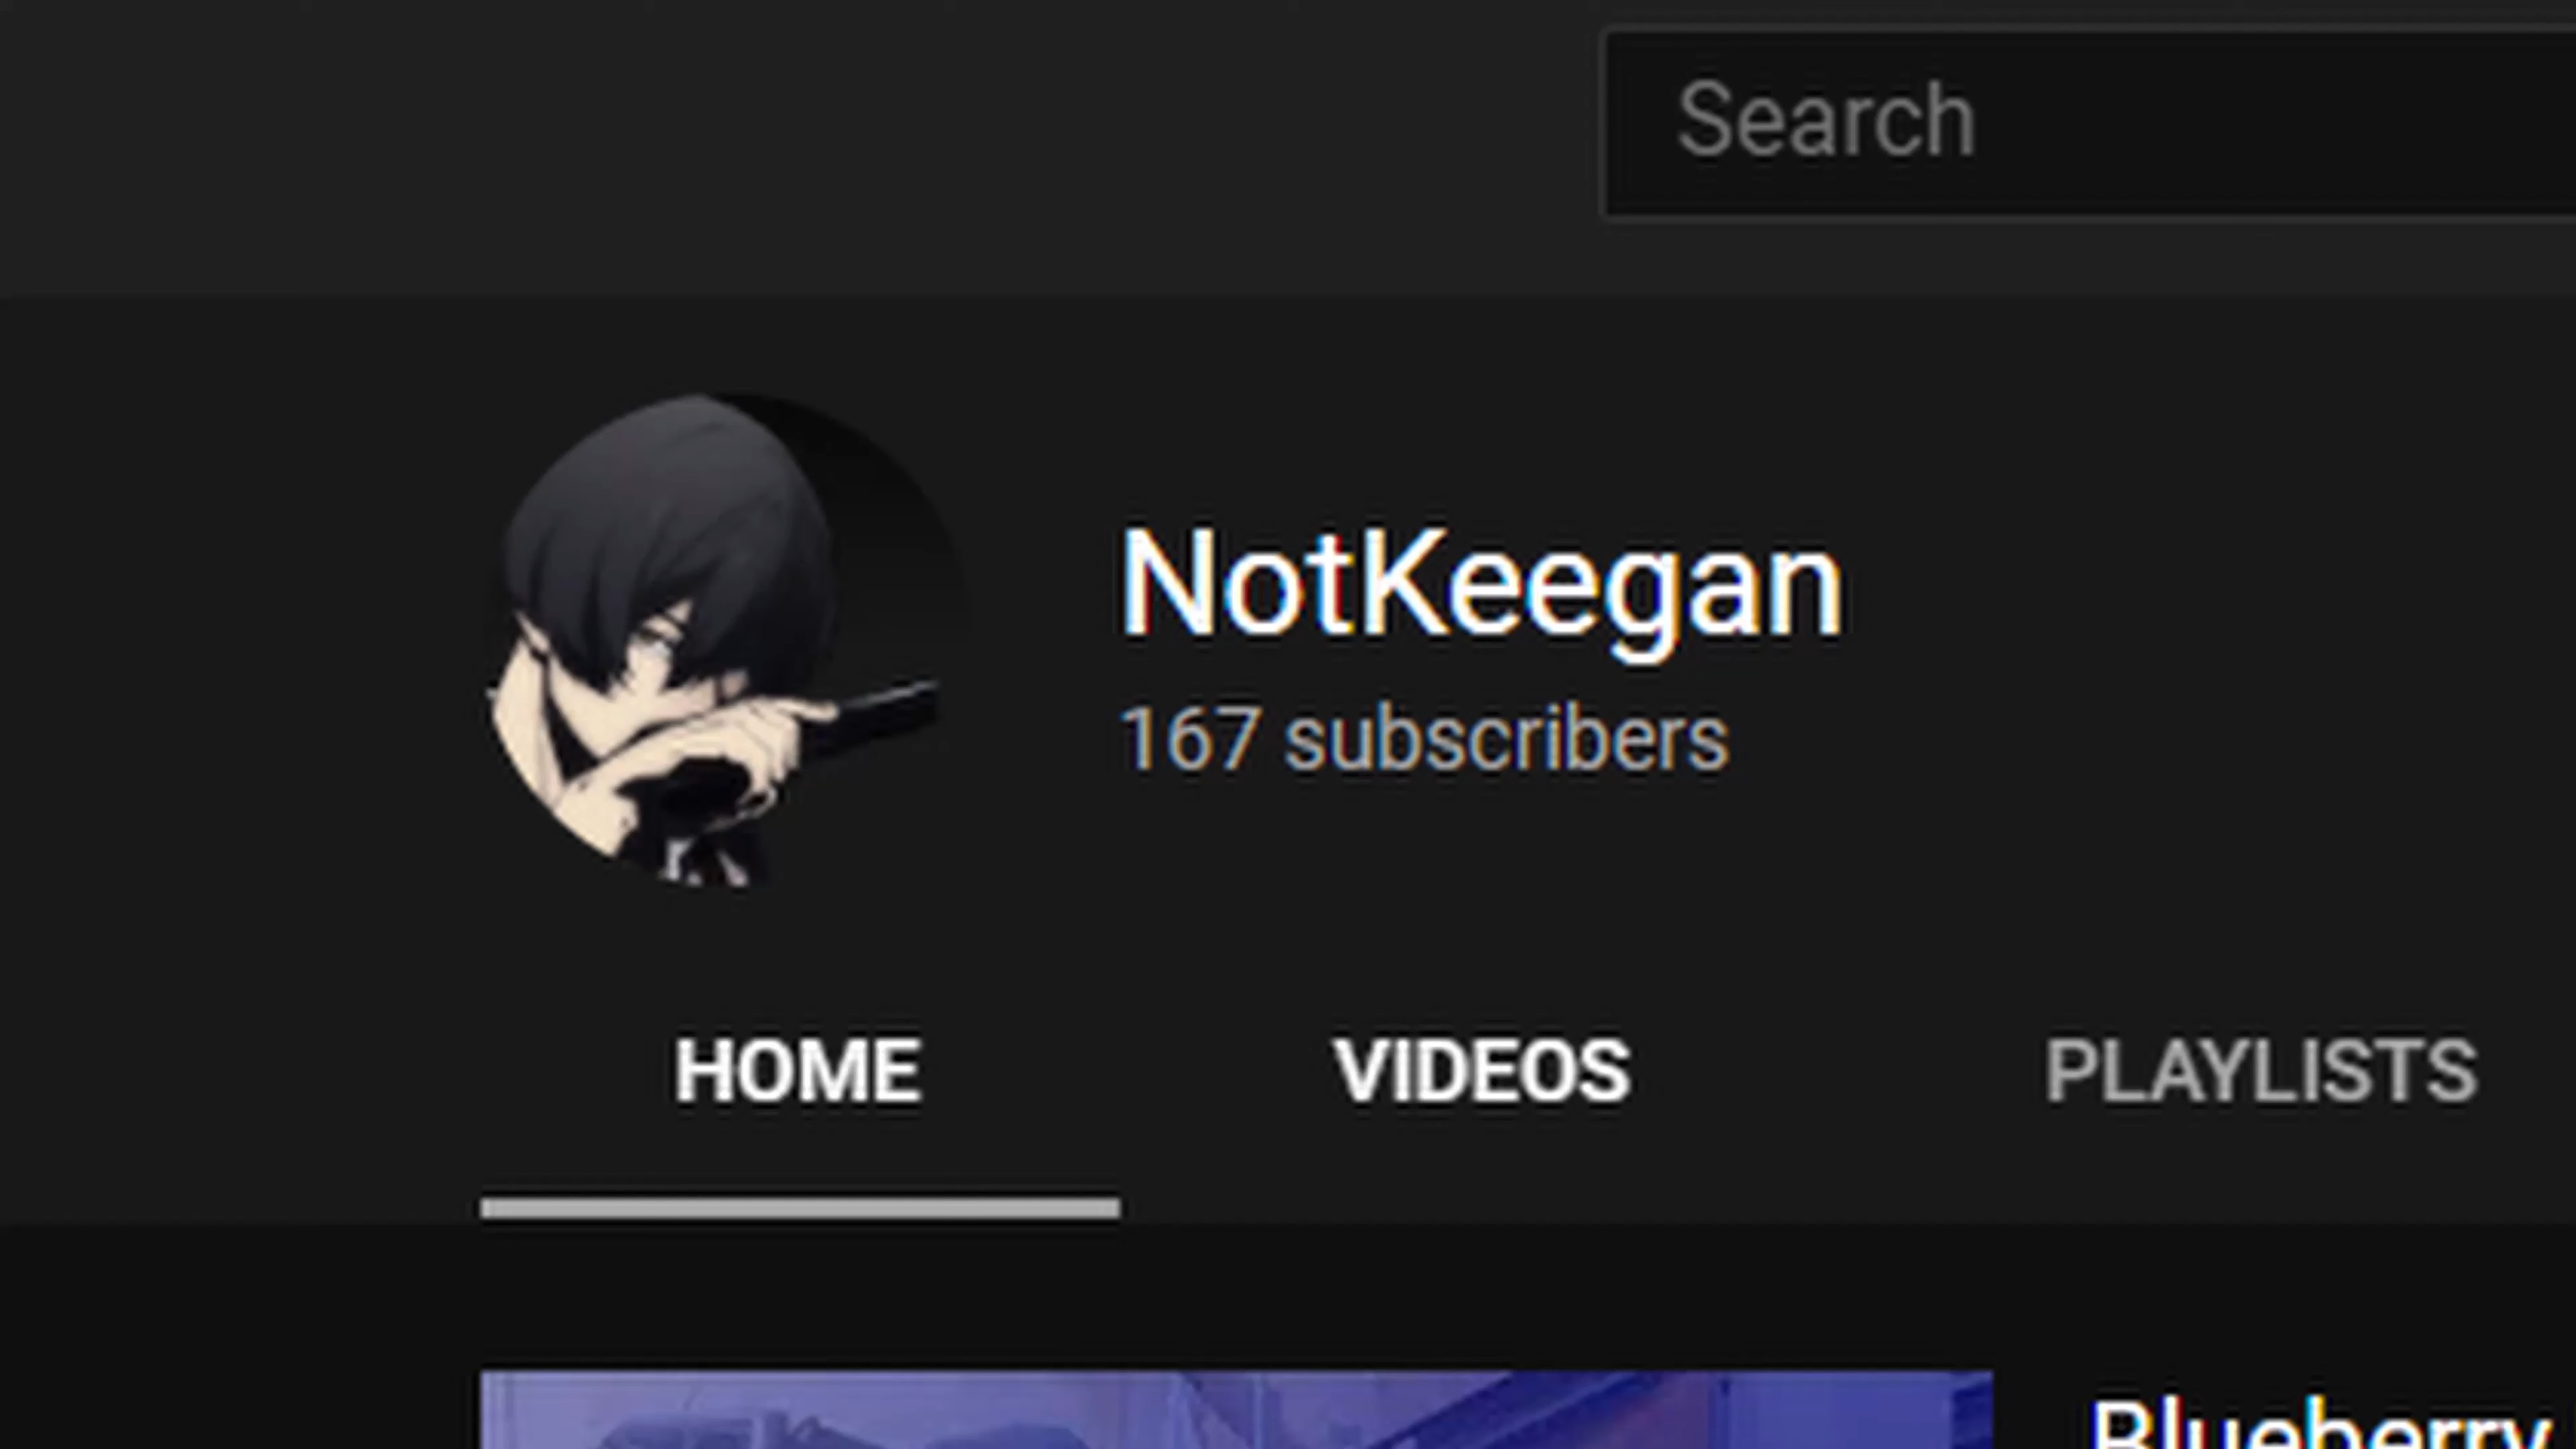 Search
NotKeegan
167 subscribers
HOME VIDEOS PLAYLISTS
Blueberry